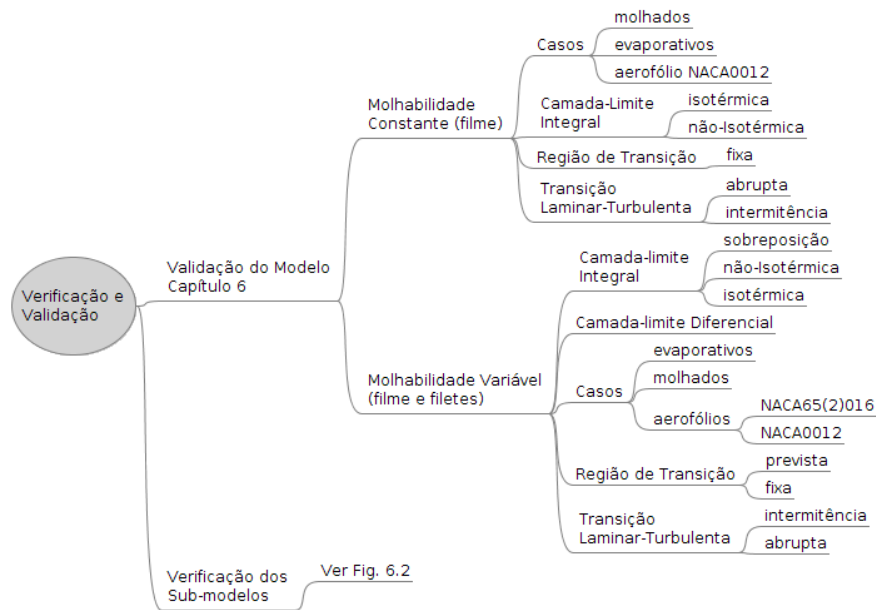 Verificação e
Validação
Validação do Modelo
Capítulo 6
Molhabilidade
Constante (filme)
Casos
molhados
evaporativos
aerofólio NACA0012
Camada-Limite
Integral
isotérmica
não-Isotérmica
Região de Transição
fixa
Transição
Laminar-Turbulenta
abrupta
intermitência
Molhabilidade Variável
(filme e filetes)
Camada-limite
Integral
sobreposição
não-Isotérmica
isotérmica
Camada-limite Diferencial
Casos
evaporativos
molhados
aerofólios
NACA65(2)016
NACA0012
Região de Transição
prevista
fixa
Transição
Laminar-Turbulenta
intermitência
abrupta
Verificação dos
Sub-modelos
Ver Fig. 6.2